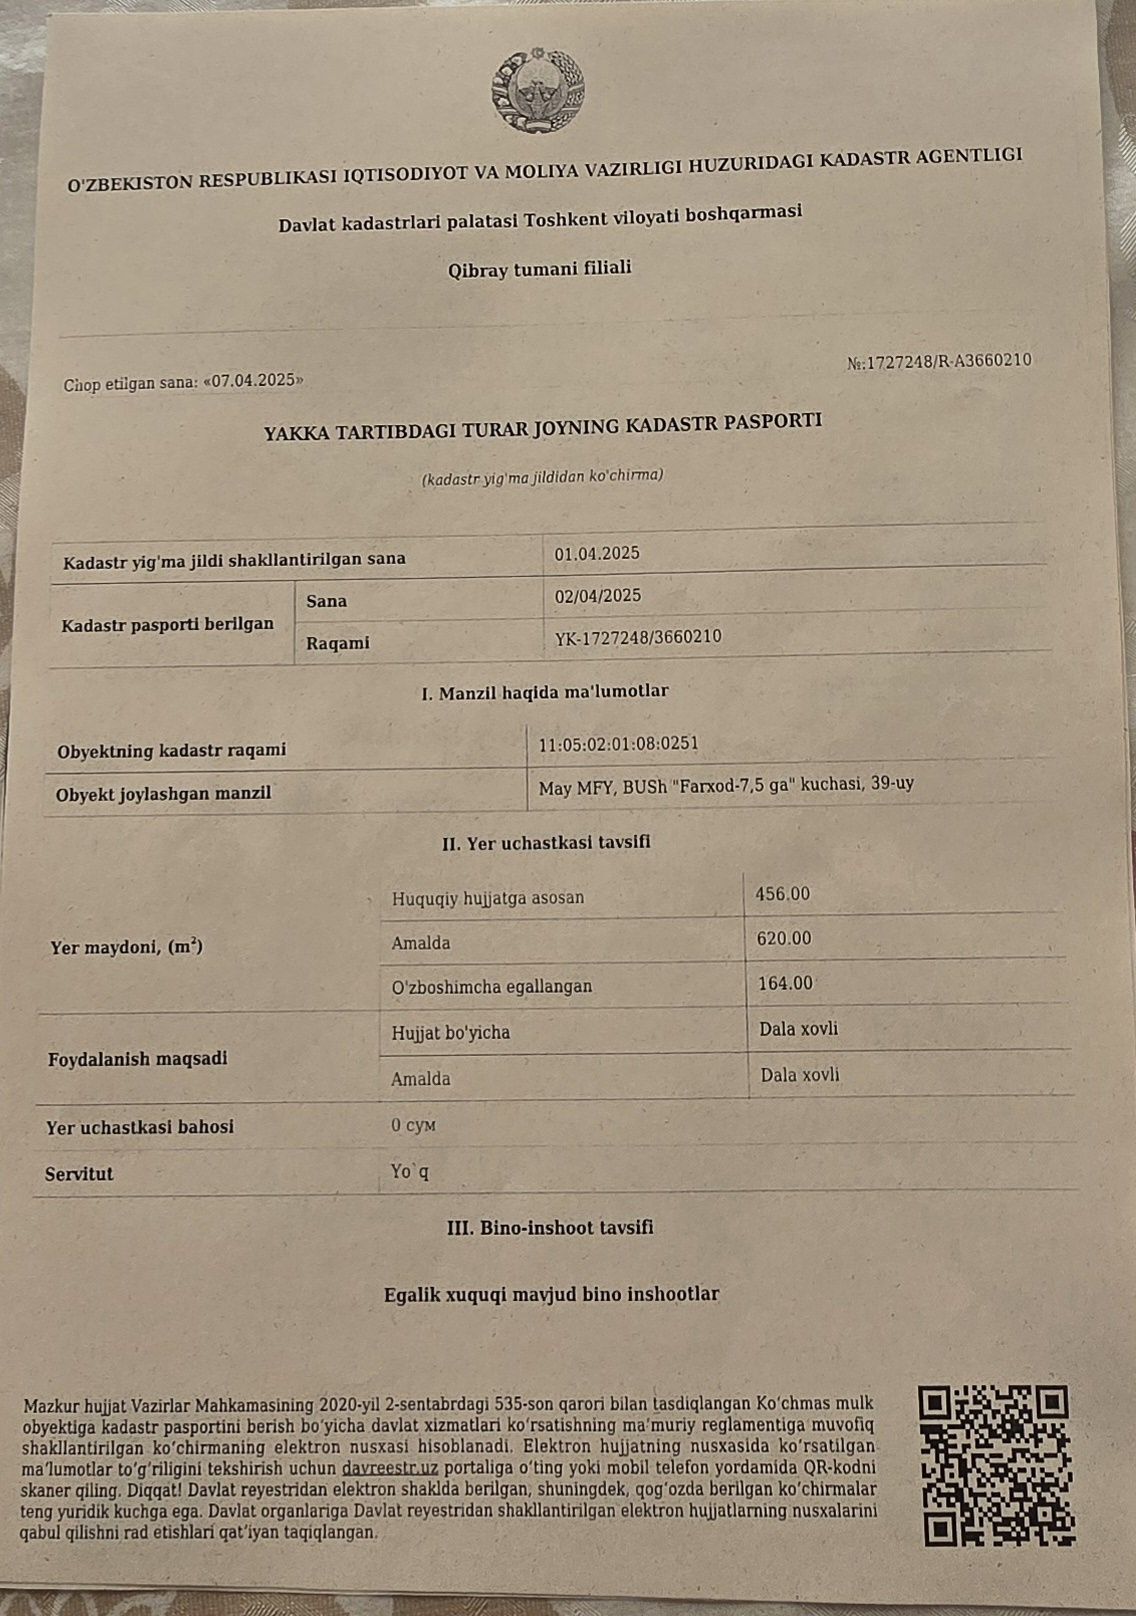 O'ZBEKISTON RESPUBLIKASI IQTISODIYOT VA MOLIYA VAZIRLIGI HUZURIDAGI KADASTR AGENTLIGI
Davlat kadastrlari palatasi Toshkent viloyati boshqarmasi
Qibray tumani filiali
Chop etilgan sana: «07.04.2025»
№:1727248/R-A3660210
YAKKA TARTIBDAGI TURAR JOYNING KADASTR PASPORTI
(kadastr yig'ma jildidan ko'chirma)
Kadastr yig'ma jildi shakllantirilgan sana 01.04.2025
Kadastr pasporti berilgan
Sana 02/04/2025
Raqami YK-1727248/3660210
I. Manzil haqida ma'lumotlar
Obyektning kadastr raqami 11:05:02:01:08:0251
Obyekt joylashgan manzil May MFY, BUSh "Farxod-7,5 ga" kuchasi, 39-uy
II. Yer uchastkasi tavsifi
Yer maydoni, (m²)
Huquqiy hujjatga asosan 456.00
Amalda 620.00
O'zboshimcha egallangan 164.00
Foydalanish maqsadi
Hujjat bo'yicha Dala xovli
Amalda Dala xovli
Yer uchastkasi bahosi 0 сум
Servitut Yo`q
III. Bino-inshoot tavsifi
Egalik xuquqi mavjud bino inshootlar
Mazkur hujjat Vazirlar Mahkamasining 2020-yil 2-sentabrdagi 535-son qarori bilan tasdiqlangan Ko‘chmas mulk
obyektiga kadastr pasportini berish bo‘yicha davlat xizmatlari ko‘rsatishning ma‘muriy reglamentiga muvofiq
shakllantirilgan ko‘chirmaning elektron nusxasi hisoblanadi. Elektron hujjatning nusxasida ko‘rsatilgan
ma‘lumotlar to‘g‘riligini tekshirish uchun davreestr.uz portaliga o‘ting yoki mobil telefon yordamida QR-kodni
skaner qiling. Diqqat! Davlat reyestridan elektron shaklda berilgan, shuningdek, qog‘ozda berilgan ko‘chirmalar
teng yuridik kuchga ega. Davlat organlariga Davlat reyestridan shakllantirilgan elektron hujjatlarning nusxalarini
qabul qilishni rad etishlari qat‘iyan taqiqlangan.